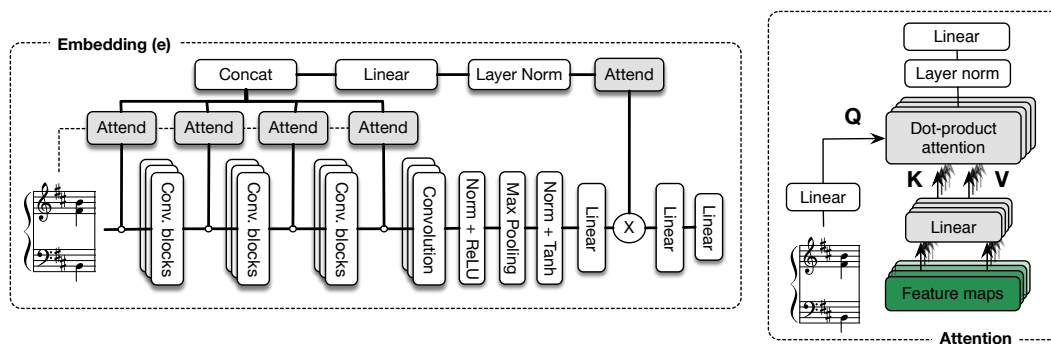 Embedding (e)
Concat
Linear
Layer Norm
Attend
Attend
Attend
Attend
Attend
Conv. blocks
Conv. blocks
Conv. blocks
Convolution
Norm + ReLU
Max Pooling
Norm + Tanh
Linear
X
Linear
Linear
Linear
Layer norm
Q
Dot-product
attention
K
V
Linear
Linear
Feature maps
Attention